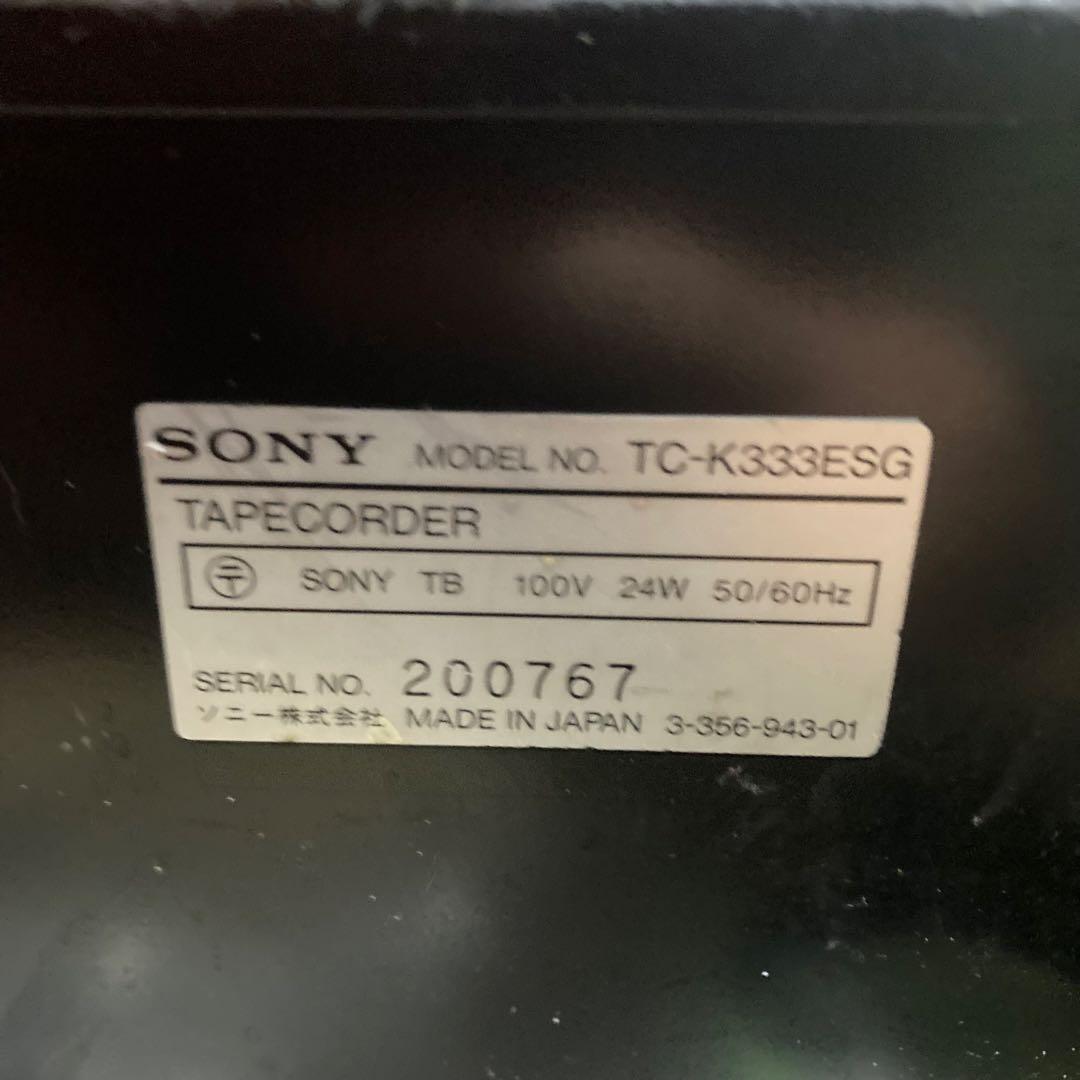 SONY MODEL NO. TC-K333ESG
TAPECORDER
〒 SONY TB 100V 24W 50/60Hz
SERIAL NO. 200767
ソニー株式会社 MADE IN JAPAN 3-356-943-01